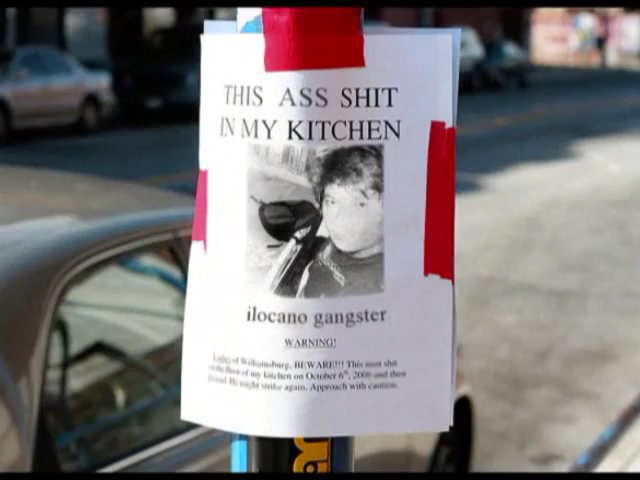 THIS ASS SHIT
IN MY KITCHEN
ilocano gangster
WARNING!
Ladies of Williamsburg, BEWARE!!! This man shit
on the floor of my kitchen on October 6th, 2006 and then
He might strike again. Approach with caution.